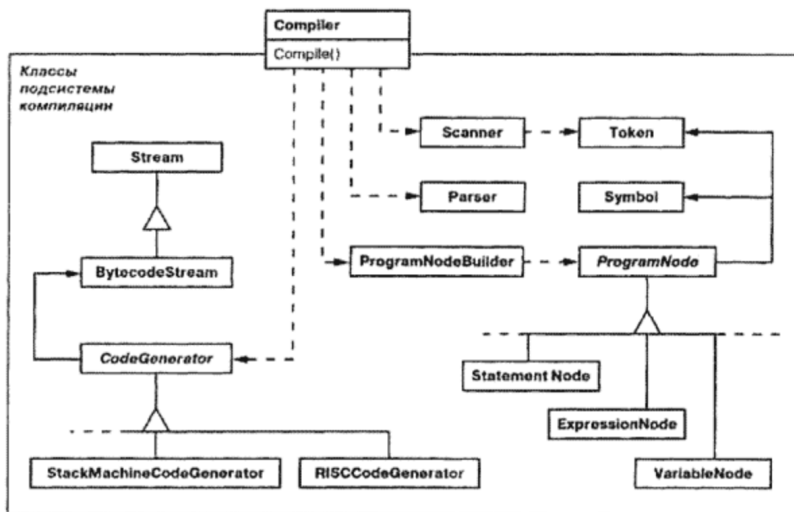 Compiler
Compile()
Классы
подсистемы
компиляции
Scanner
Token
Stream
Parser
Symbol
BytecodeStream
ProgramNodeBuilder
ProgramNode
CodeGenerator
Statement Node
ExpressionNode
StackMachineCodeGenerator
RISCCodeGenerator
VariableNode